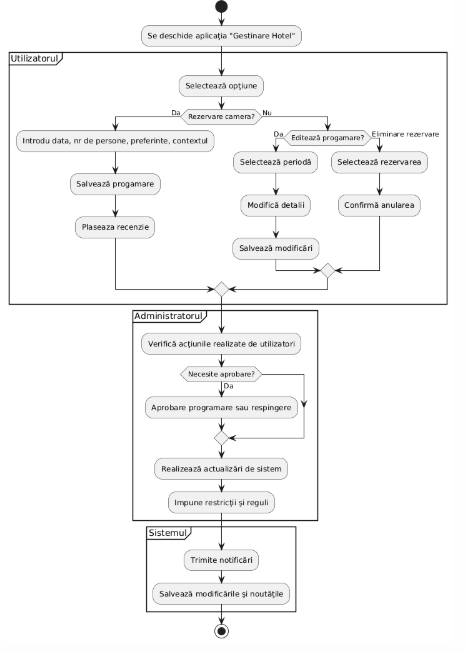 Se deschide aplicația "Gestinare Hotel"
Utilizatorul
Selectează opțiune
Da
Rezervare camera?
Nu
Introdu data, nr de persone, preferinte, contextul
Salvează progamare
Plaseaza recenzie
Da
Editează progamare?
Eliminare rezervare
Selectează periodă
Selectează rezervarea
Modifică detalii
Confirmă anularea
Salvează modificări
Administratorul
Verifică acțiunile realizate de utilizatori
Necesite aprobare?
Da
Aprobare programare sau respingere
Realizează actualizări de sistem
Impune restricții și reguli
Sistemul
Trimite notificări
Salvează modificările și noutățile